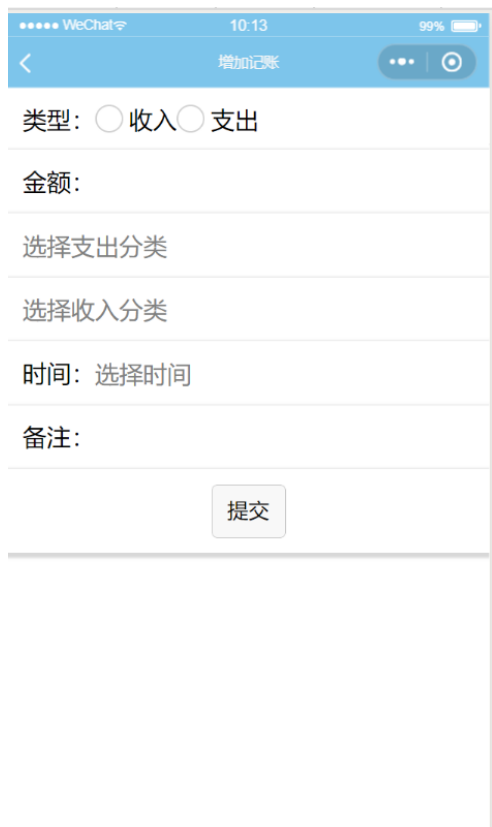 ●●●●● WeChat 10:13 99%
增加记账
类型：收入 支出
金额：
选择支出分类
选择收入分类
时间：选择时间
备注：
提交